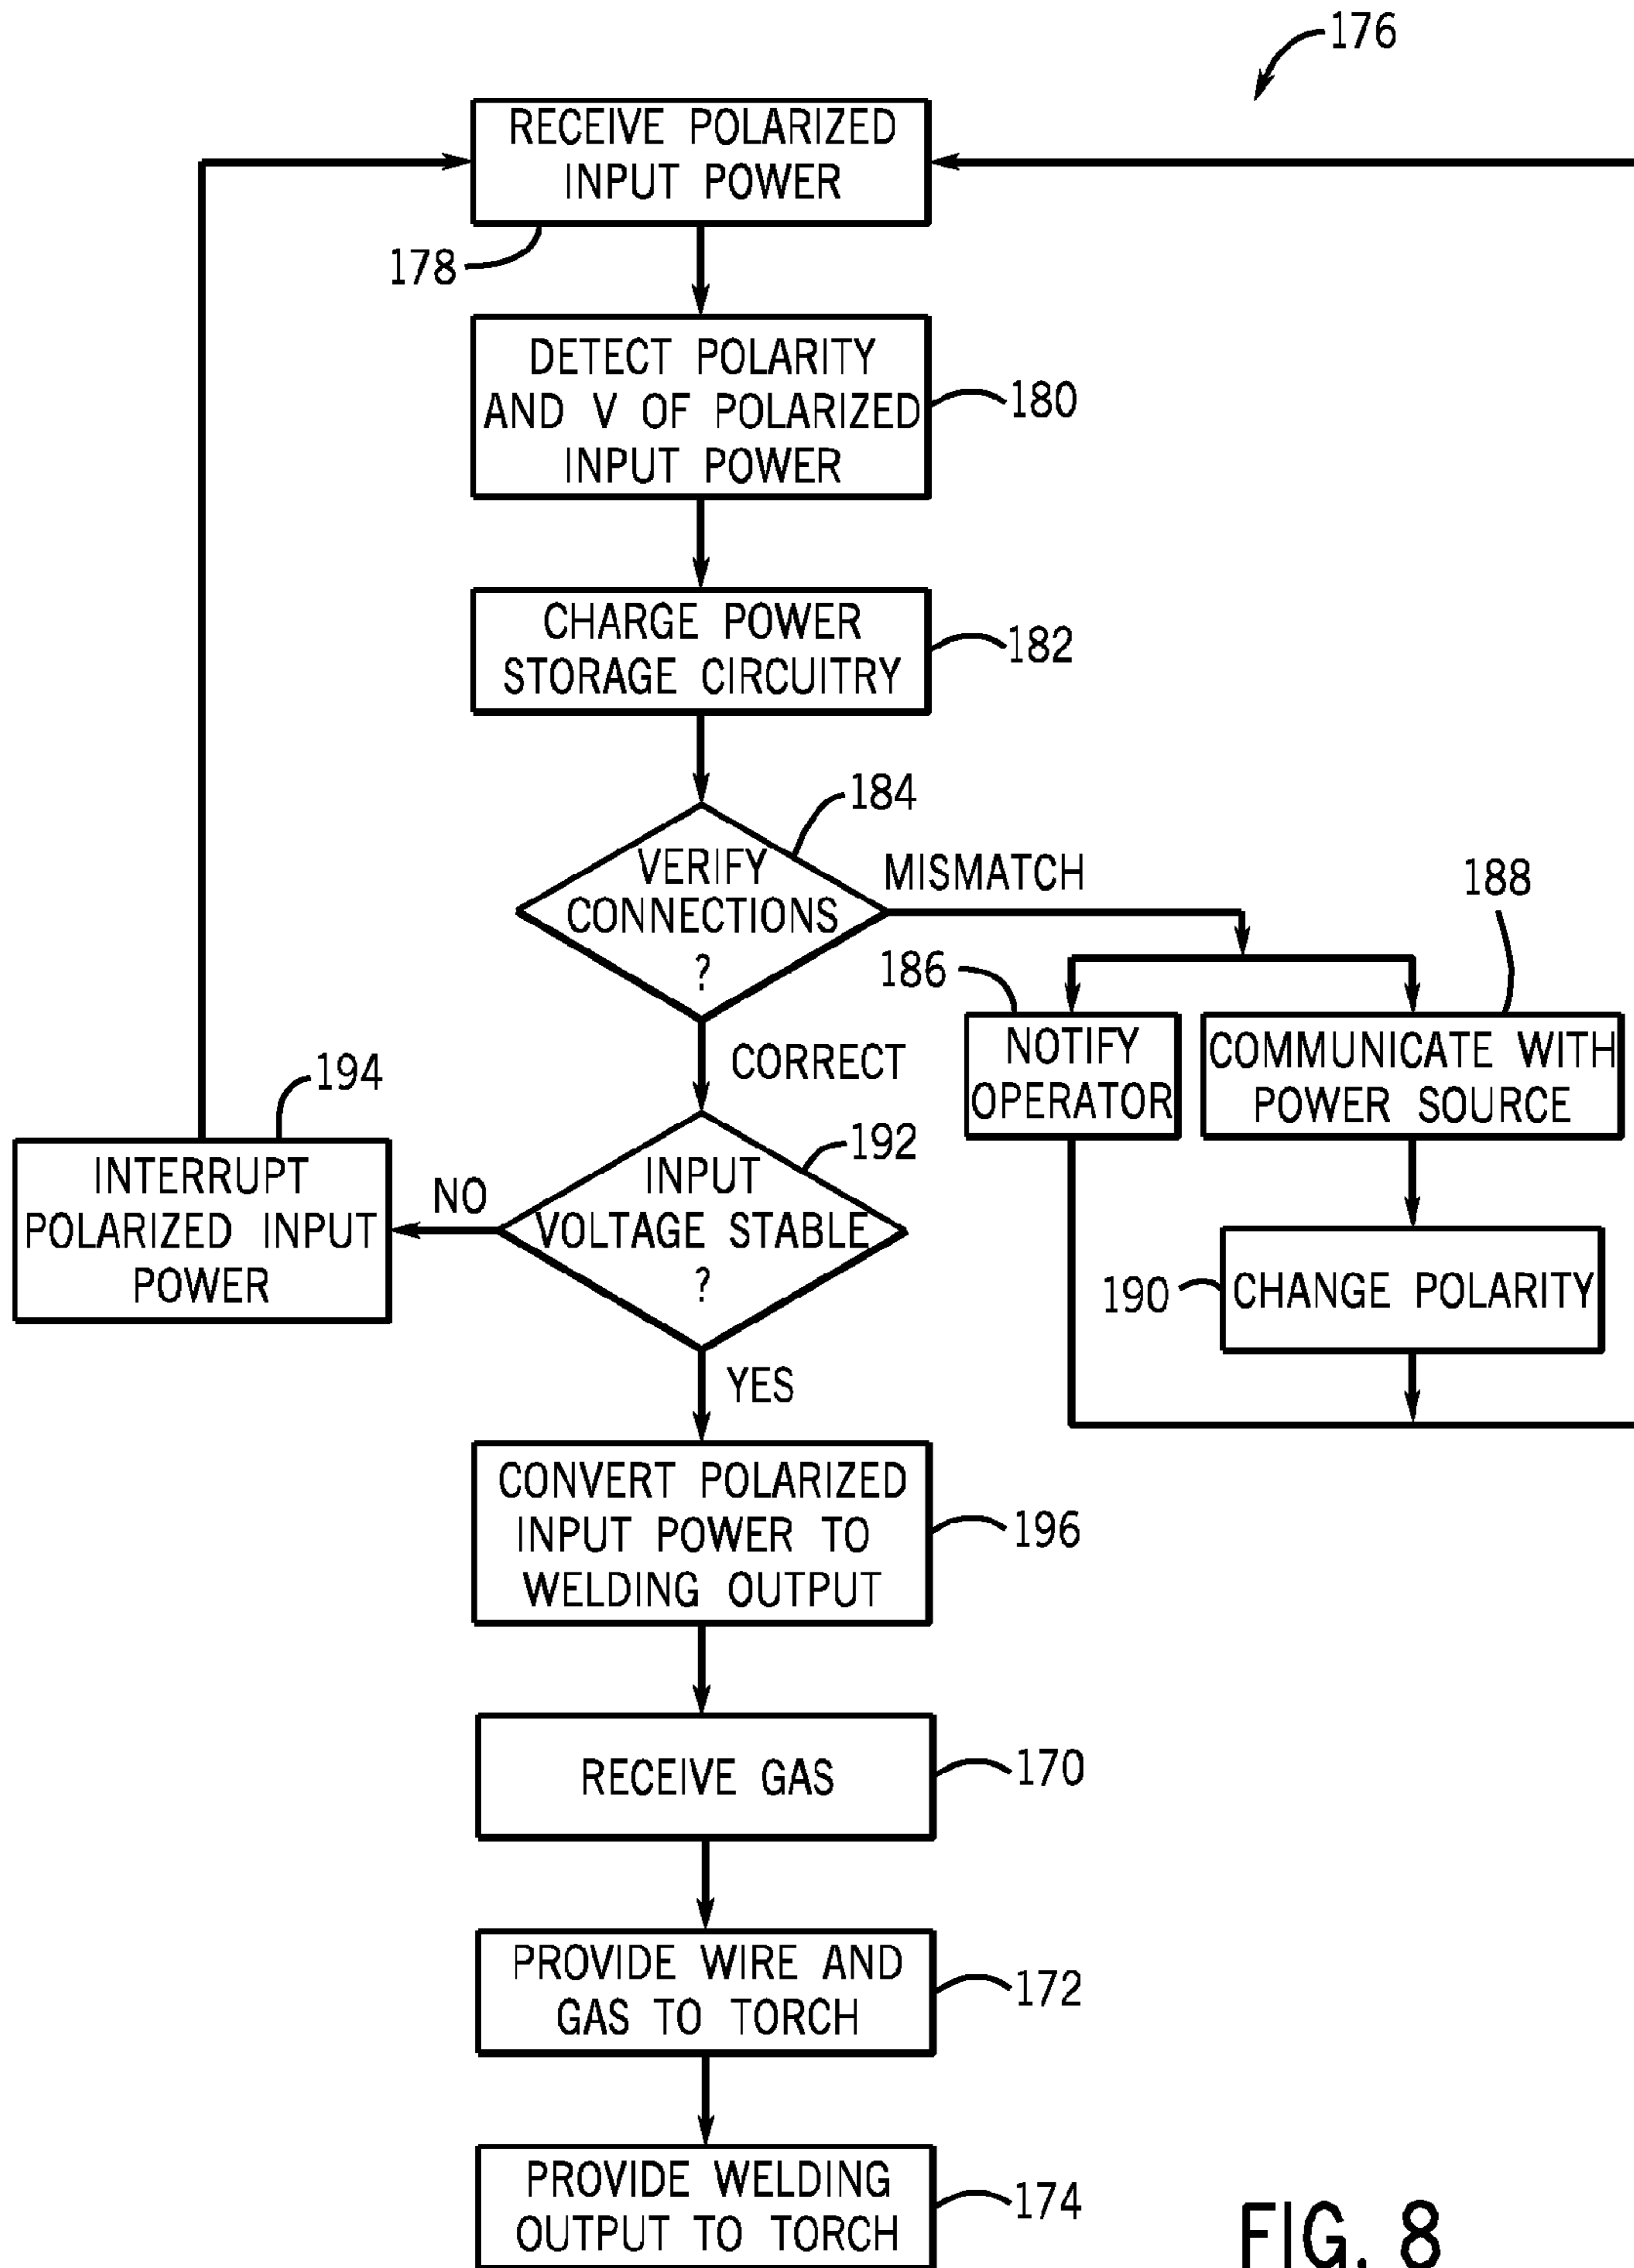 176
RECEIVE POLARIZED
INPUT POWER
178
DETECT POLARITY
AND V OF POLARIZED
INPUT POWER
180
CHARGE POWER
STORAGE CIRCUITRY
182
184
VERIFY
CONNECTIONS
?
MISMATCH
188
186
NOTIFY
OPERATOR
COMMUNICATE WITH
POWER SOURCE
CORRECT
194
192
INTERRUPT
POLARIZED INPUT
POWER
NO
INPUT
VOLTAGE STABLE
?
190
CHANGE POLARITY
YES
CONVERT POLARIZED
INPUT POWER TO
WELDING OUTPUT
196
RECEIVE GAS
170
PROVIDE WIRE AND
GAS TO TORCH
172
PROVIDE WELDING
OUTPUT TO TORCH
174
FIG. 8